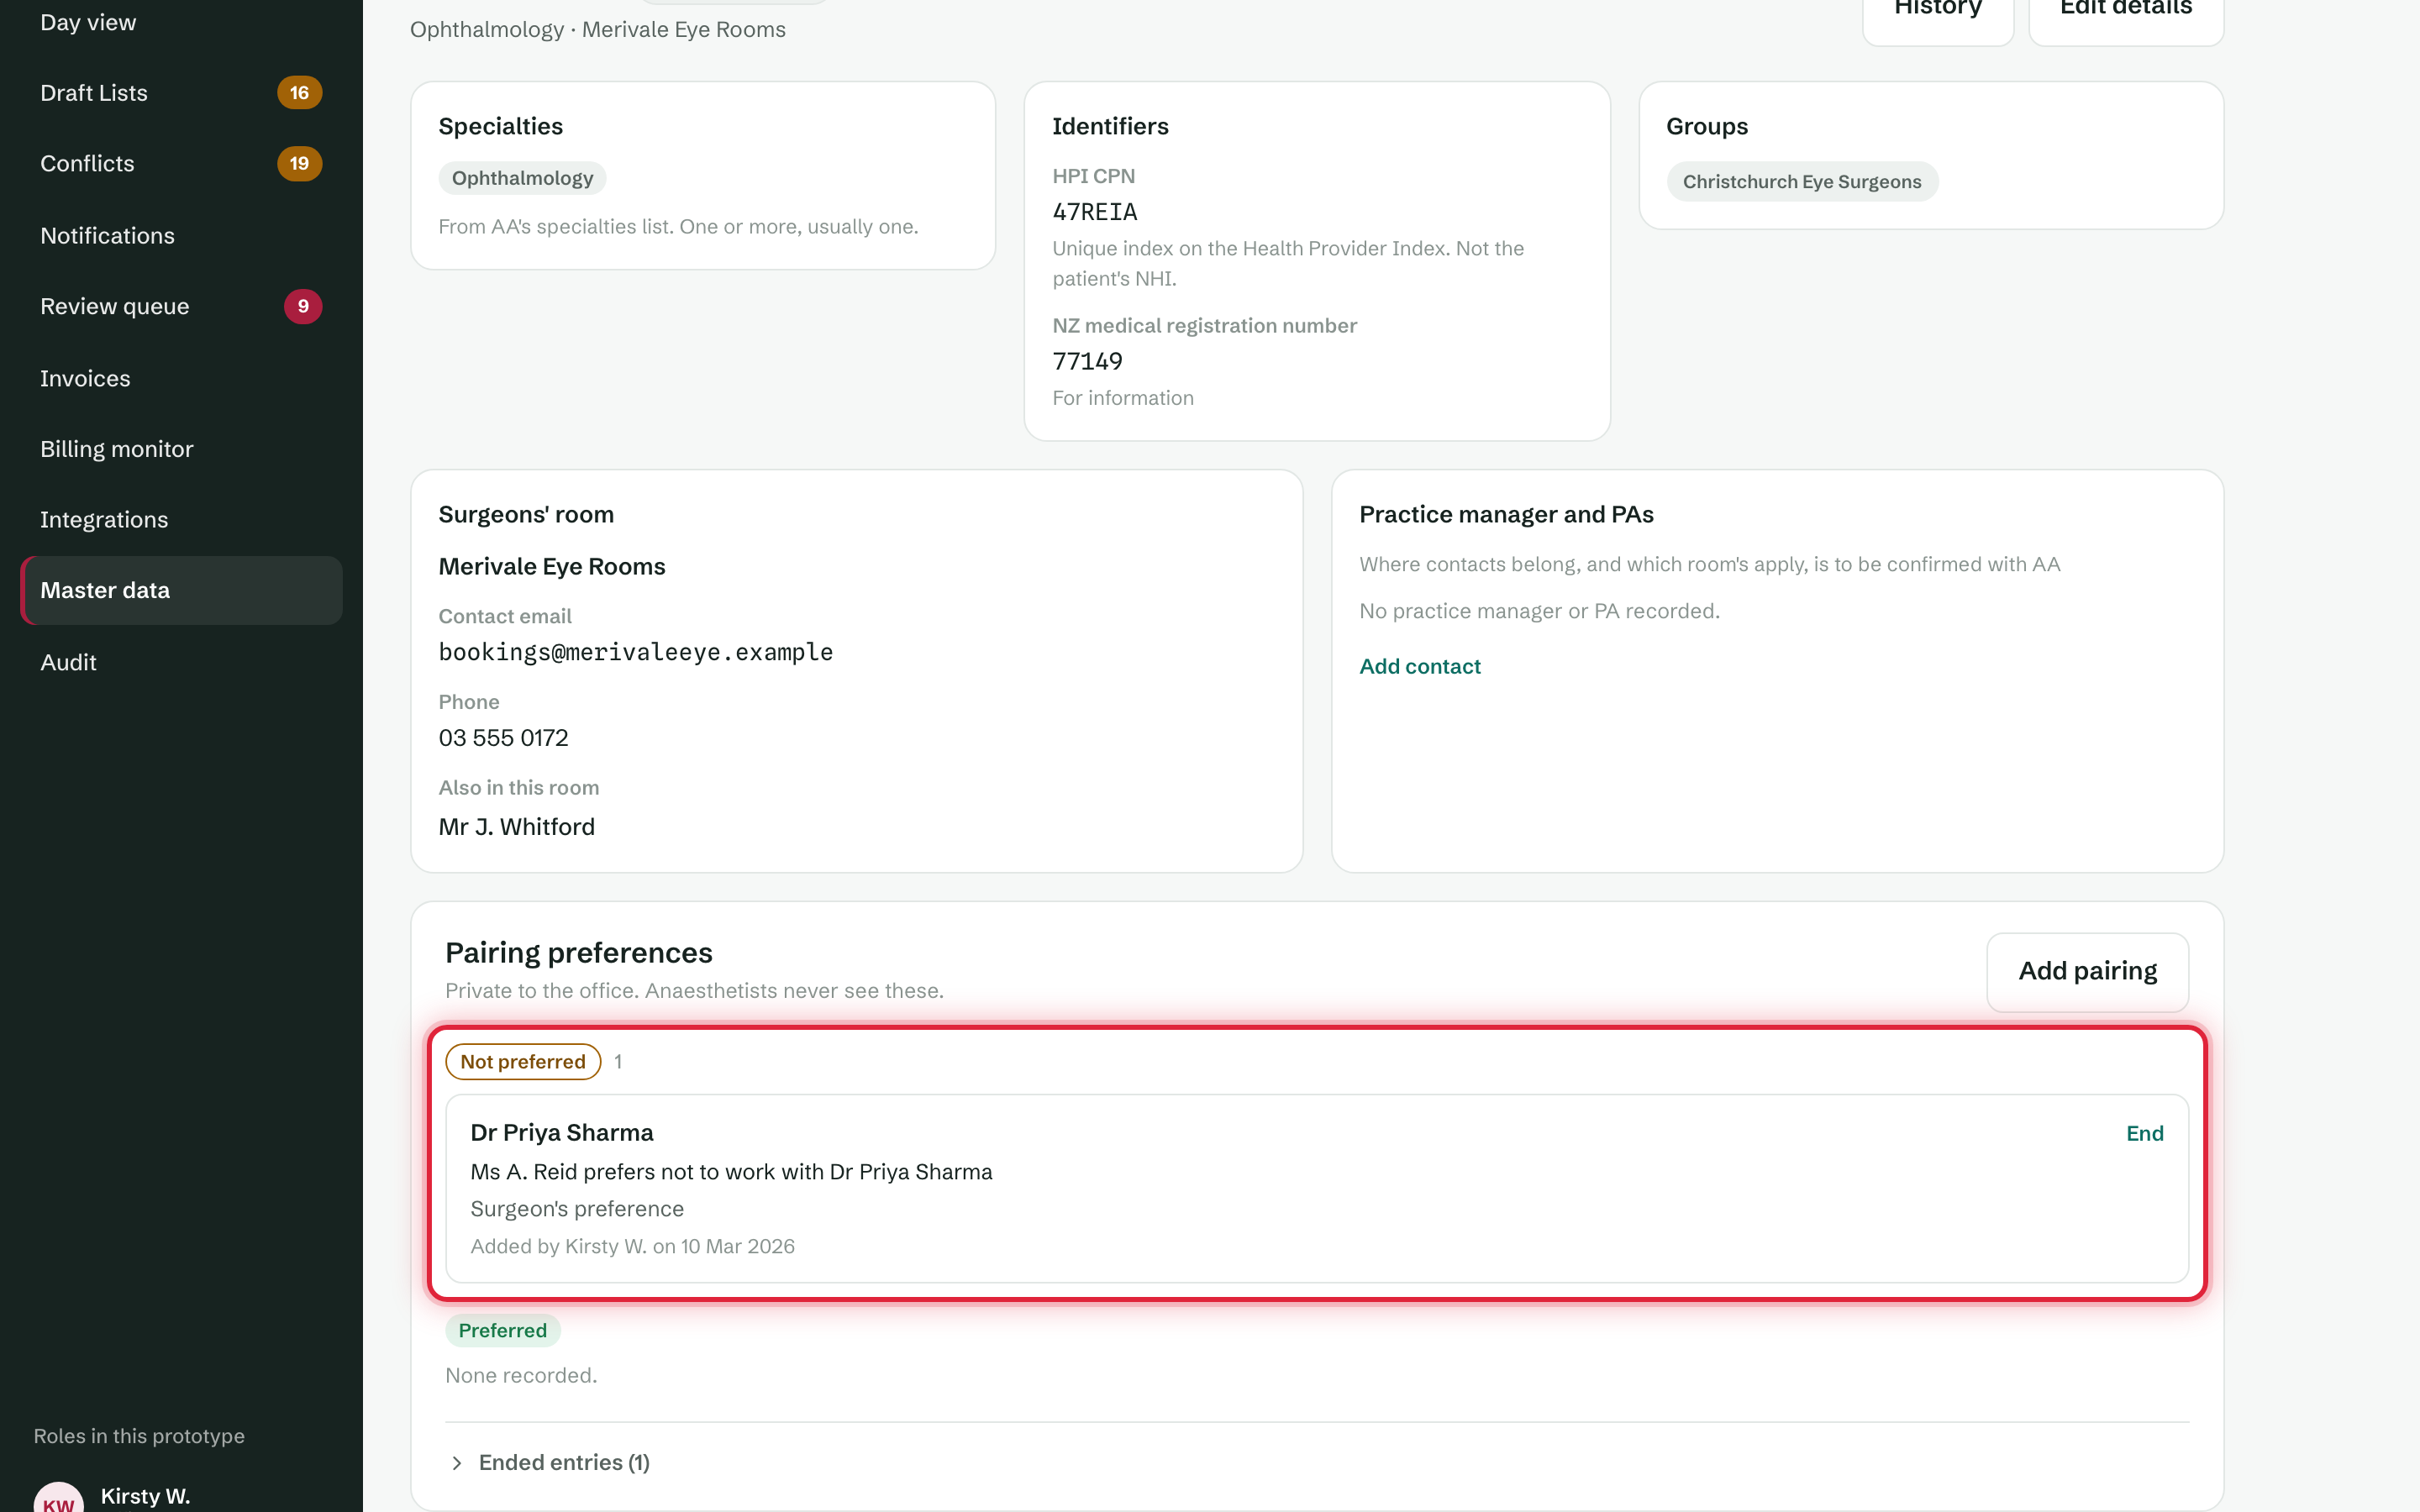 Day view
Draft Lists 16
Conflicts 19
Notifications
Review queue 9
Invoices
Billing monitor
Integrations
Master data
Audit
Roles in this prototype
KW Kirsty W.
Ophthalmology · Merivale Eye Rooms
History
Edit details
Specialties
Ophthalmology
From AA's specialties list. One or more, usually one.
Identifiers
HPI CPN
47REIA
Unique index on the Health Provider Index. Not the
patient's NHI.
NZ medical registration number
77149
For information
Groups
Christchurch Eye Surgeons
Surgeons' room
Merivale Eye Rooms
Contact email
bookings@merivaleeye.example
Phone
03 555 0172
Also in this room
Mr J. Whitford
Practice manager and PAs
Where contacts belong, and which room's apply, is to be confirmed with AA
No practice manager or PA recorded.
Add contact
Pairing preferences
Private to the office. Anaesthetists never see these.
Add pairing
Not preferred 1
Dr Priya Sharma
End
Ms A. Reid prefers not to work with Dr Priya Sharma
Surgeon's preference
Added by Kirsty W. on 10 Mar 2026
Preferred
None recorded.
Ended entries (1)